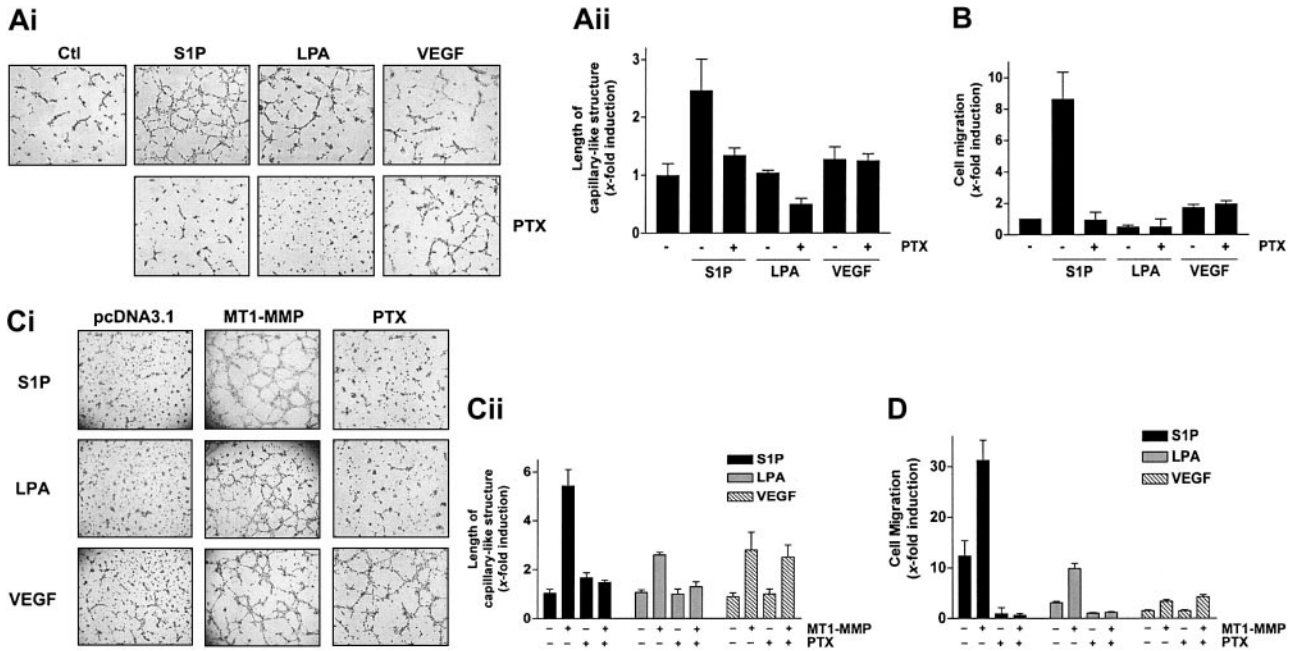 Ai
Ctl S1P LPA VEGF
PTX
Aii
Length of
capillary-like structure
(x-fold induction)
3
2
1
0
- - + - + - + PTX
S1P LPA VEGF
B
Cell migration
(x-fold induction)
10
8
6
4
2
0
- - + - + - + PTX
S1P LPA VEGF
Ci
pcDNA3.1 MT1-MMP PTX
S1P
LPA
VEGF
Cii
Length of
capillary-like structure
(x-fold induction)
6
4
2
0
S1P
LPA
VEGF
– + – + – + – + – + – + MT1-MMP
– – + + – – + + – – + + PTX
D
Cell Migration
(x-fold induction)
30
20
10
0
S1P
LPA
VEGF
– + – + – + – + – + – + MT1-MMP
– – + + – – + + – – + + PTX